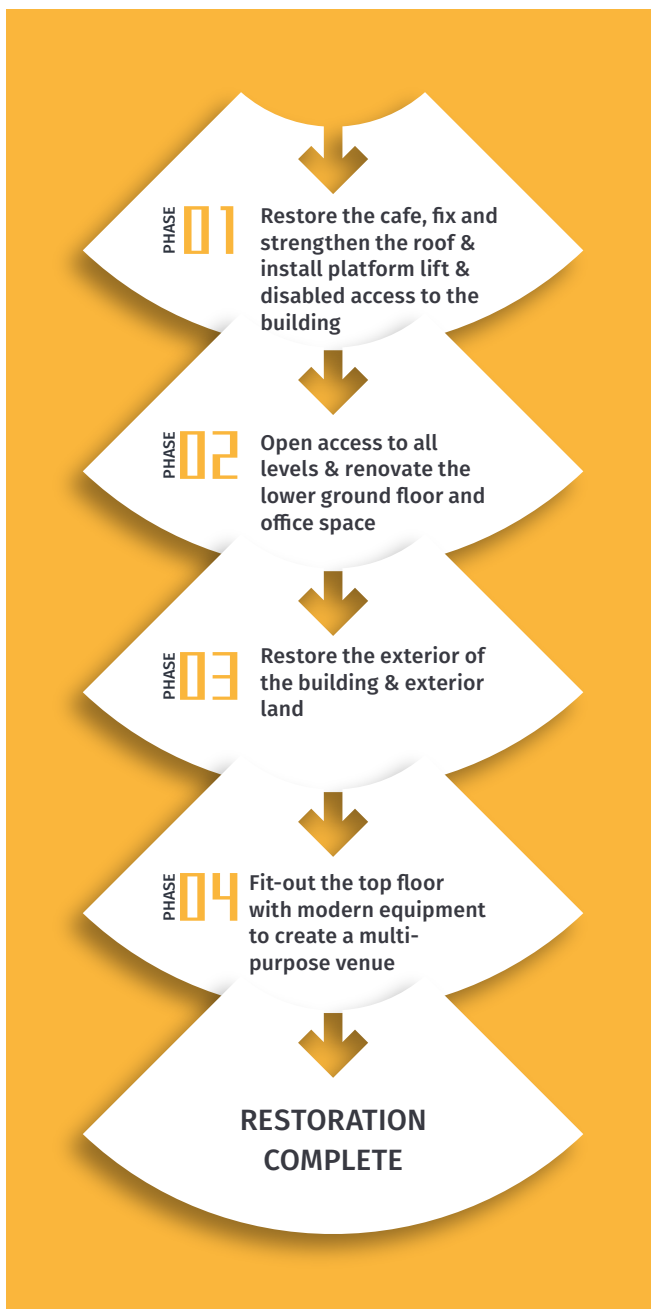 PHASE 01
Restore the cafe, fix and
strengthen the roof &
install platform lift &
disabled access to the
building
PHASE 02
Open access to all
levels & renovate the
lower ground floor and
office space
PHASE 03
Restore the exterior of
the building & exterior
land
PHASE 04
Fit-out the top floor
with modern equipment
to create a multi-
purpose venue
RESTORATION
COMPLETE